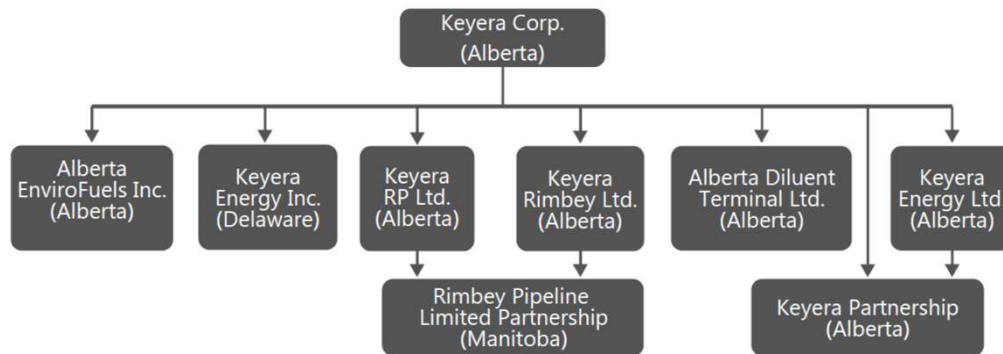 Keyera Corp.
(Alberta)
Alberta
EnviroFuels Inc.
(Alberta)
Keyera
Energy Inc.
(Delaware)
Keyera
RP Ltd.
(Alberta)
Keyera
Rimbey Ltd.
(Alberta)
Alberta Diluent
Terminal Ltd.
(Alberta)
Keyera
Energy Ltd.
(Alberta)
Rimbey Pipeline
Limited Partnership
(Manitoba)
Keyera Partnership
(Alberta)